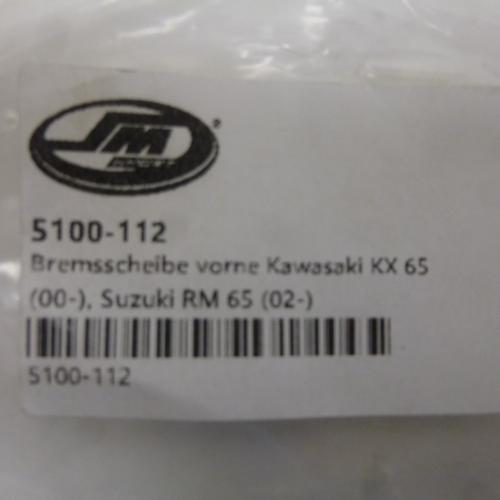 JM
®
5100-112
Bremsscheibe vorne Kawasaki KX 65
(00-), Suzuki RM 65 (02-)
5100-112